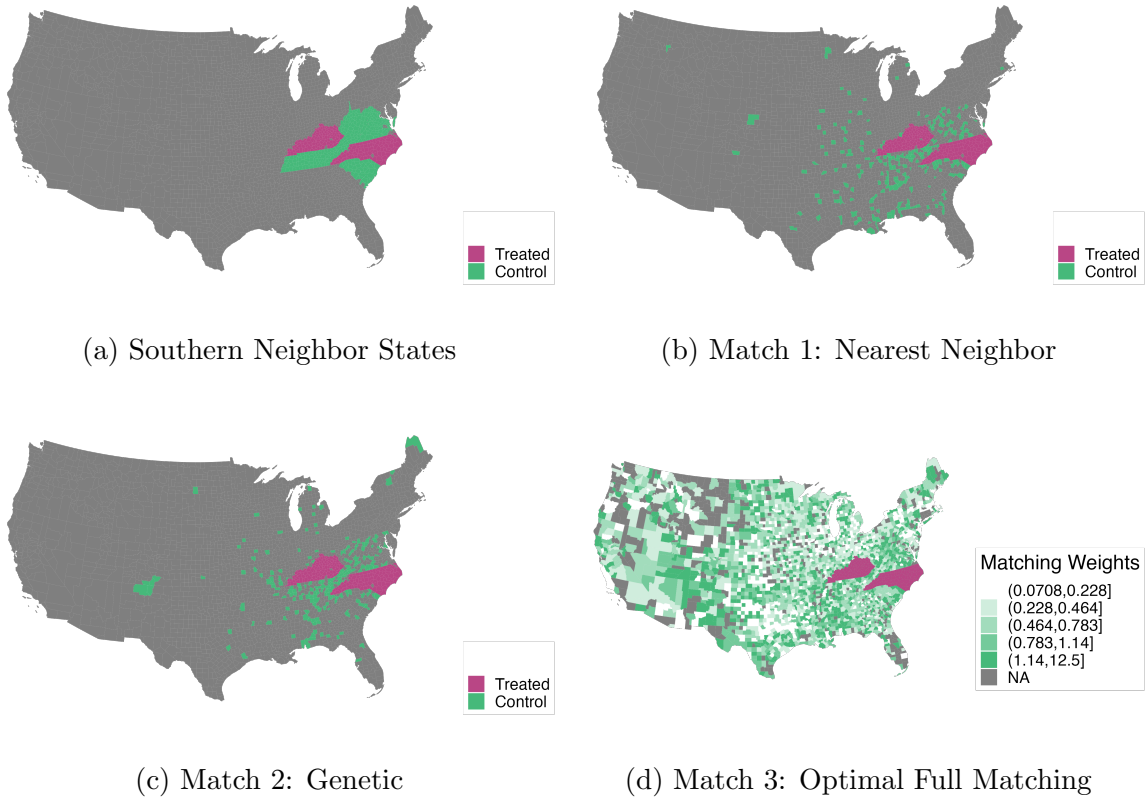 Treated
Control
Treated
Control
(a) Southern Neighbor States
(b) Match 1: Nearest Neighbor
Treated
Control
Matching Weights
(0.0708,0.228]
(0.228,0.464]
(0.464,0.783]
(0.783,1.14]
(1.14,12.5]
NA
(c) Match 2: Genetic
(d) Match 3: Optimal Full Matching